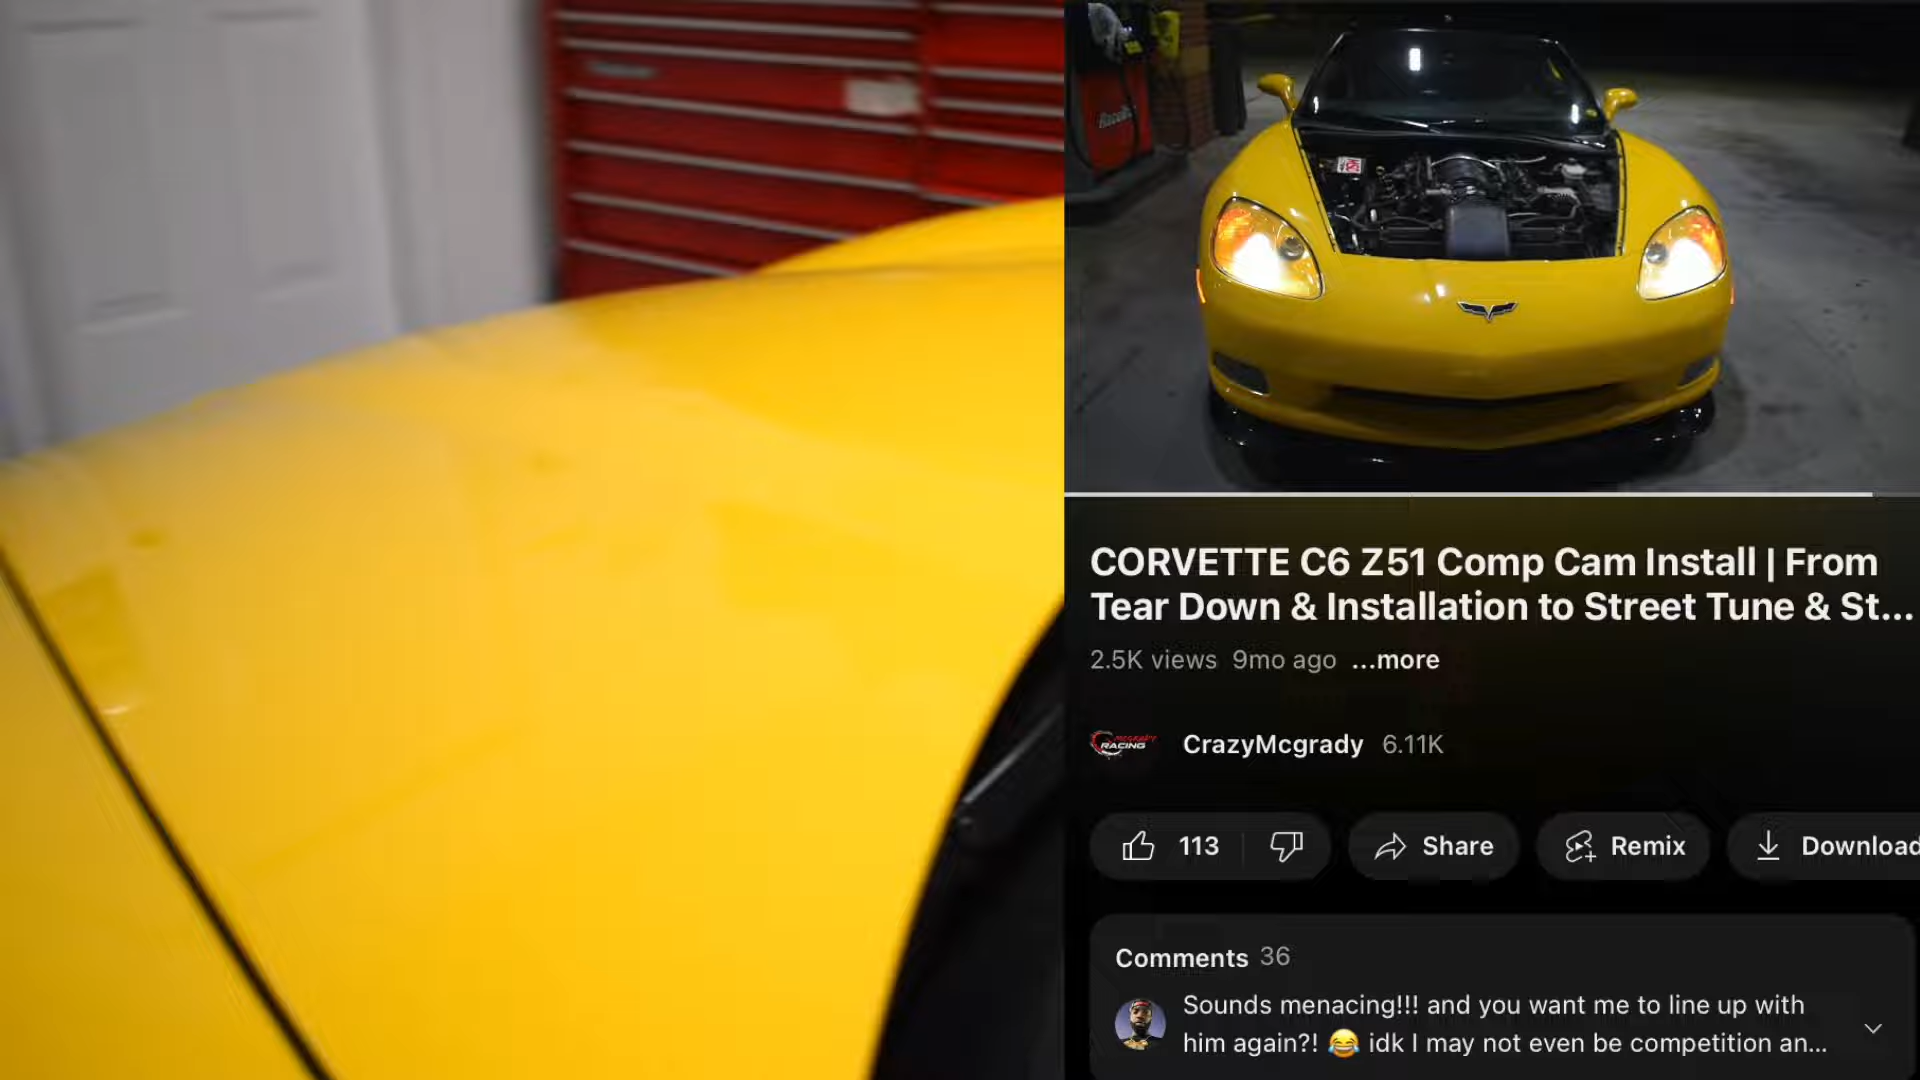 CORVETTE C6 Z51 Comp Cam Install | From
Tear Down & Installation to Street Tune & St...
2.5K views 9mo ago ...more
McGRADY
RACING
CrazyMcgrady 6.11K
113 Share Remix Download
Comments 36
Sounds menacing!!! and you want me to line up with
him again?! 😂 idk I may not even be competition an...